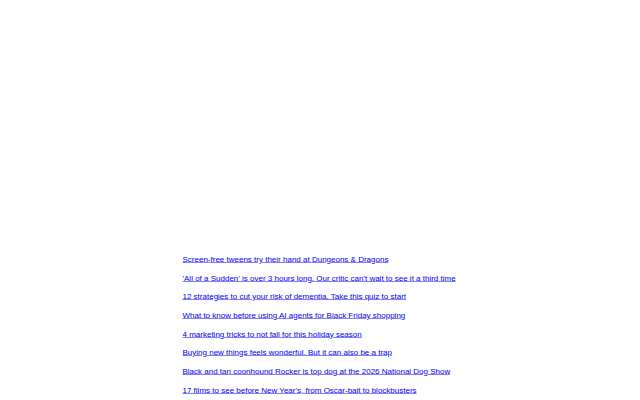 Screen-free tweens try their hand at Dungeons & Dragons
'All of a Sudden' is over 3 hours long. Our critic can't wait to see it a third time
12 strategies to cut your risk of dementia. Take this quiz to start
What to know before using AI agents for Black Friday shopping
4 marketing tricks to not fall for this holiday season
Buying new things feels wonderful. But it can also be a trap
Black and tan coonhound Rocker is top dog at the 2026 National Dog Show
17 films to see before New Year's, from Oscar-bait to blockbusters